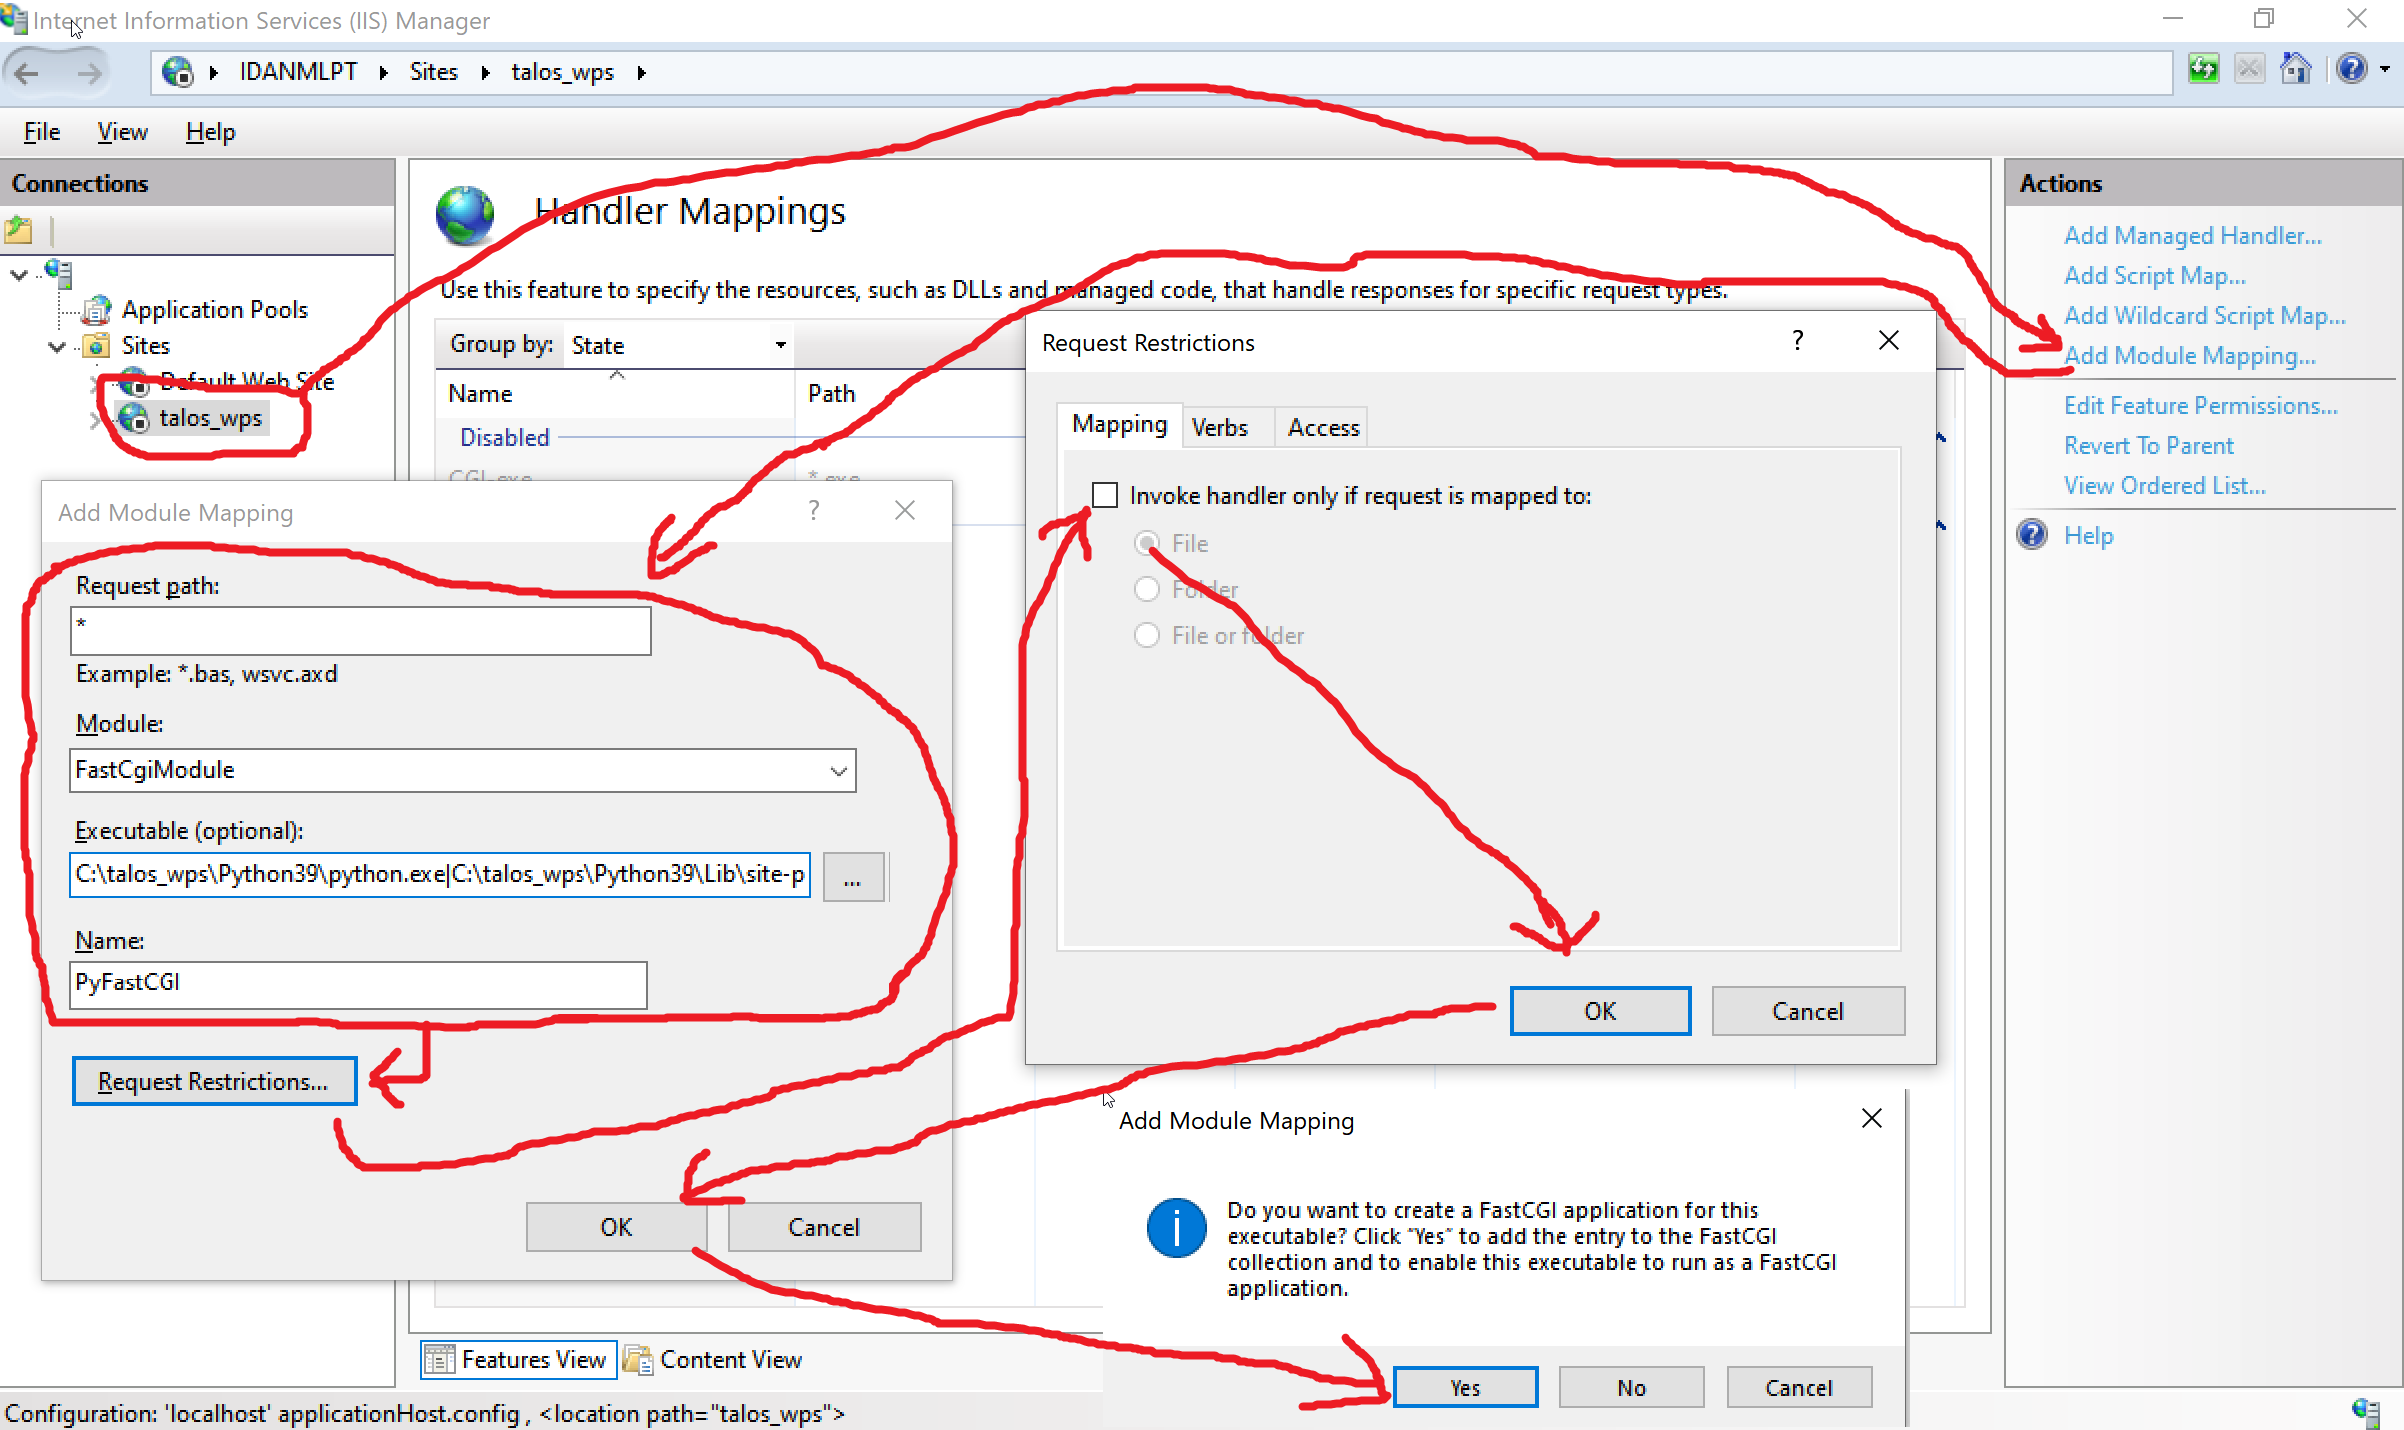 Internet Information Services (IIS) Manager
IDANMLPT
Sites
talos_wps
File
View
Help
Connections
Application Pools
Sites
Default Web Site
talos_wps
Handler Mappings
Use this feature to specify the resources, such as DLLs and managed code, that handle responses for specific request types.
Group by: State
Name
Path
Disabled
CGI-exe
*.exe
Add Module Mapping
?
Request path:
*
Example: *.bas, wsvc.axd
Module:
FastCgiModule
Executable (optional):
C:\talos_wps\Python39\python.exe|C:\talos_wps\Python39\Lib\site-p
...
Name:
PyFastCGI
Request Restrictions...
OK
Cancel
Request Restrictions
?
Mapping
Verbs
Access
Invoke handler only if request is mapped to:
File
Folder
File or folder
OK
Cancel
Add Module Mapping
Do you want to create a FastCGI application for this
executable? Click "Yes" to add the entry to the FastCGI
collection and to enable this executable to run as a FastCGI
application.
Yes
No
Cancel
Actions
Add Managed Handler...
Add Script Map...
Add Wildcard Script Map...
Add Module Mapping...
Edit Feature Permissions...
Revert To Parent
View Ordered List...
Help
Features View
Content View
Configuration: 'localhost' applicationHost.config , <location path="talos_wps">